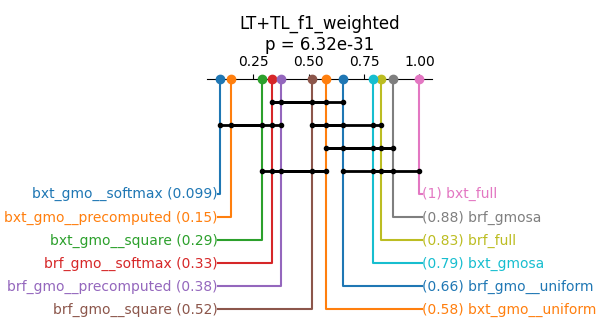 LT+TL_f1_weighted
p = 6.32e-31
0.25 0.50 0.75 1.00
bxt_gmo__softmax (0.099) (1) bxt_full
bxt_gmo__precomputed (0.15) (0.88) brf_gmosa
bxt_gmo__square (0.29) (0.83) brf_full
brf_gmo__softmax (0.33) (0.79) bxt_gmosa
brf_gmo__precomputed (0.38) (0.66) brf_gmo__uniform
brf_gmo__square (0.52) (0.58) bxt_gmo__uniform